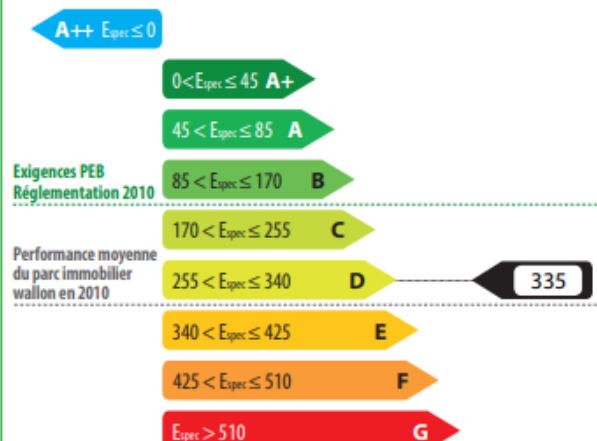 A++ Espec ≤ 0
0 < Espec ≤ 45 A+
45 < Espec ≤ 85 A
Exigences PEB
Réglementation 2010
85 < Espec ≤ 170 B
170 < Espec ≤ 255 C
Performance moyenne
du parc immobilier
wallon en 2010
255 < Espec ≤ 340 D
335
340 < Espec ≤ 425 E
425 < Espec ≤ 510 F
Espec > 510 G